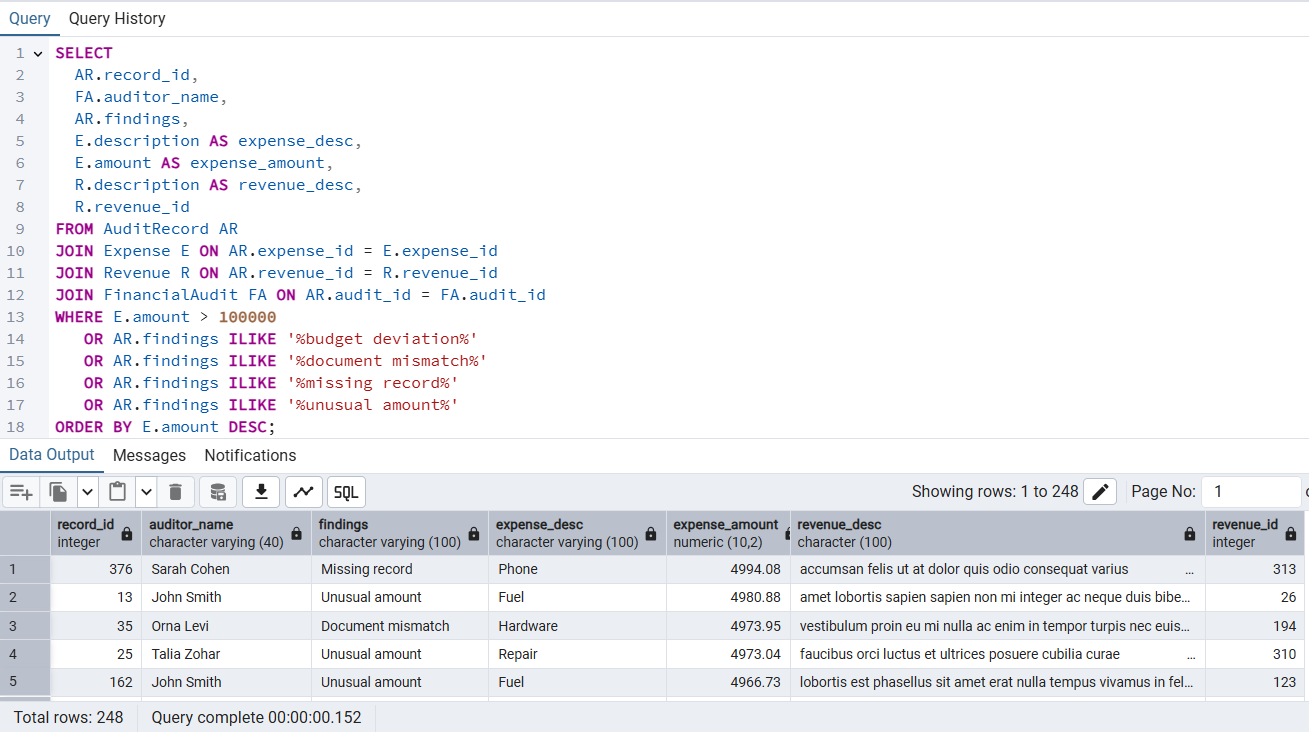 Query Query History
1 SELECT
2 AR.record_id,
3 FA.auditor_name,
4 AR.findings,
5 E.description AS expense_desc,
6 E.amount AS expense_amount,
7 R.description AS revenue_desc,
8 R.revenue_id
9 FROM AuditRecord AR
10 JOIN Expense E ON AR.expense_id = E.expense_id
11 JOIN Revenue R ON AR.revenue_id = R.revenue_id
12 JOIN FinancialAudit FA ON AR.audit_id = FA.audit_id
13 WHERE E.amount > 100000
14 OR AR.findings ILIKE '%budget deviation%'
15 OR AR.findings ILIKE '%document mismatch%'
16 OR AR.findings ILIKE '%missing record%'
17 OR AR.findings ILIKE '%unusual amount%'
18 ORDER BY E.amount DESC;
Data Output Messages Notifications
SQL Showing rows: 1 to 248 Page No: 1
record_id auditor_name findings expense_desc expense_amount revenue_desc revenue_id
integer character varying (40) character varying (100) character varying (100) numeric (10,2) character (100) integer
1 376 Sarah Cohen Missing record Phone 4994.08 accumsan felis ut at dolor quis odio consequat varius ... 313
2 13 John Smith Unusual amount Fuel 4980.88 amet lobortis sapien sapien non mi integer ac neque duis bibe... 26
3 35 Orna Levi Document mismatch Hardware 4973.95 vestibulum proin eu mi nulla ac enim in tempor turpis nec euis... 194
4 25 Talia Zohar Unusual amount Repair 4973.04 faucibus orci luctus et ultrices posuere cubilia curae ... 310
5 162 John Smith Unusual amount Fuel 4966.73 lobortis est phasellus sit amet erat nulla tempus vivamus in fel... 123
Total rows: 248 Query complete 00:00:00.152